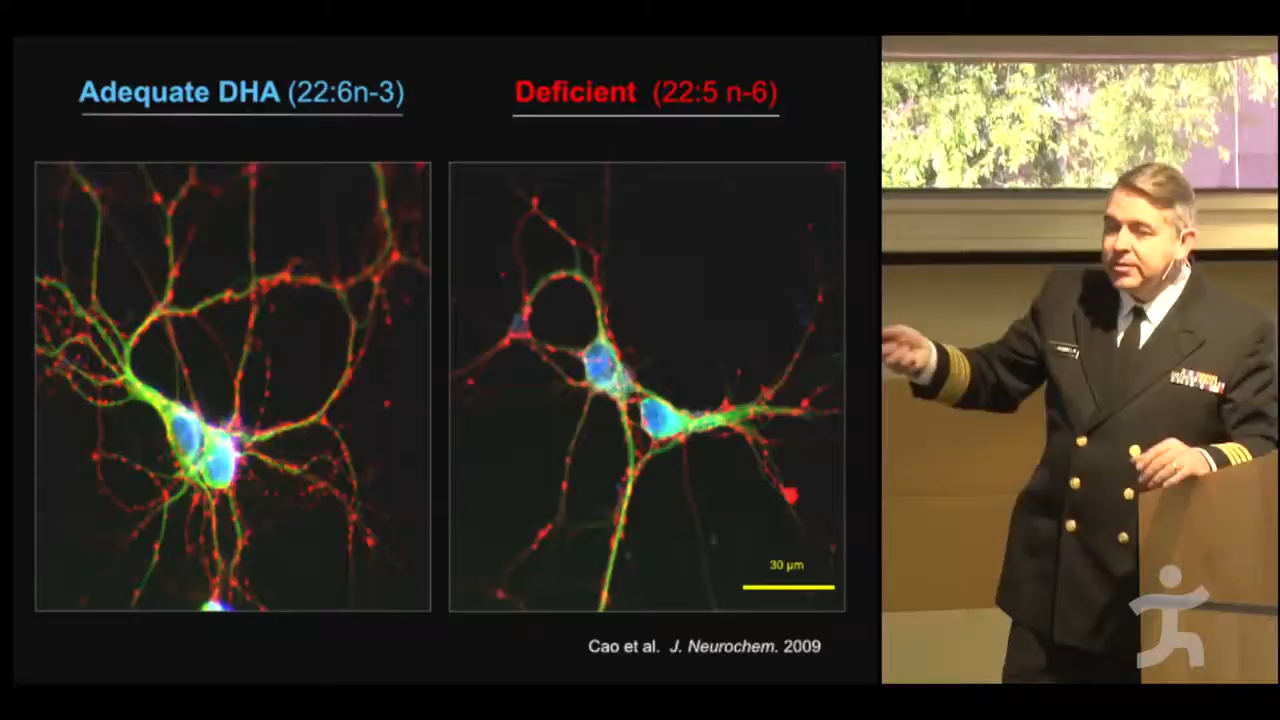 Adequate DHA (22:6n-3)
Deficient (22:5 n-6)
30 µm
Cao et al. J. Neurochem. 2009